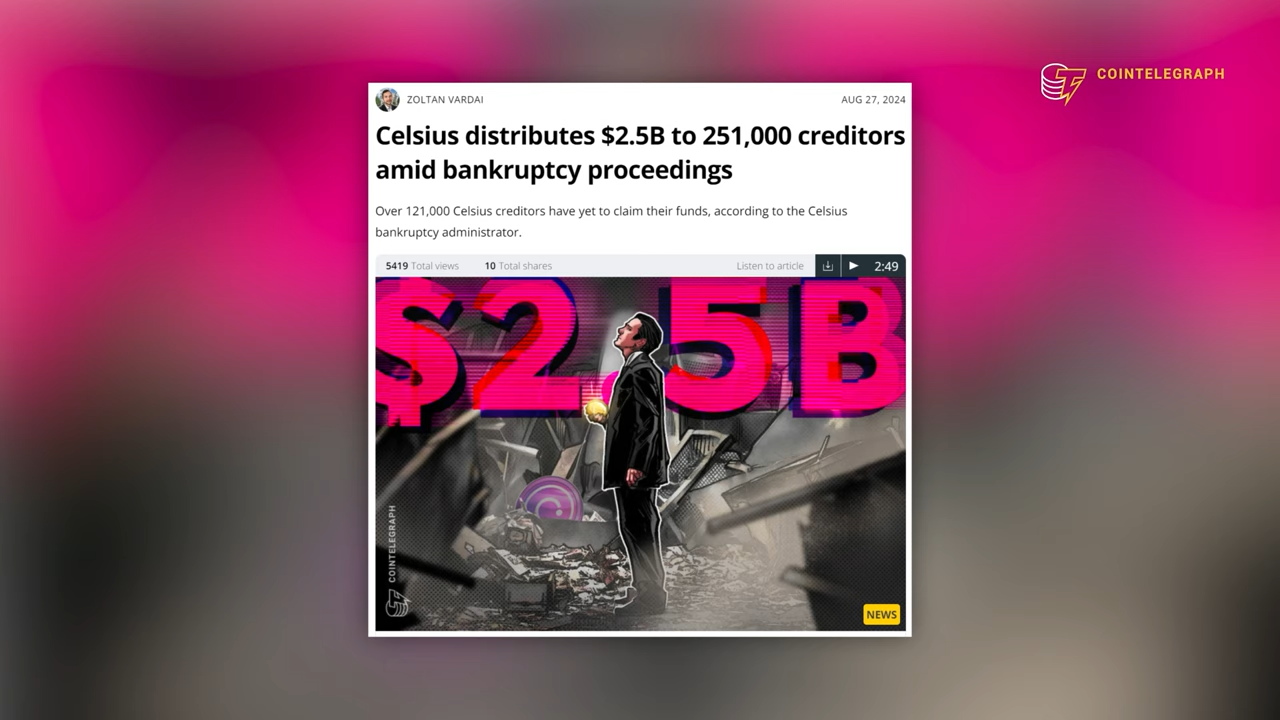 COINTELEGRAPH
ZOLTAN VARDAI
AUG 27, 2024
Celsius distributes $2.5B to 251,000 creditors
amid bankruptcy proceedings
Over 121,000 Celsius creditors have yet to claim their funds, according to the Celsius
bankruptcy administrator.
5419 Total views 10 Total shares Listen to article 2:49
$2.5B
COINTELEGRAPH
NEWS